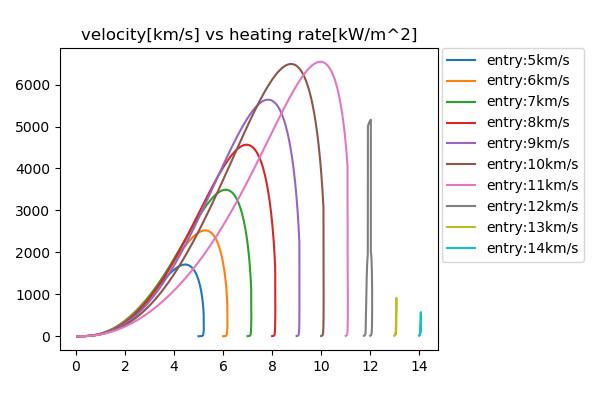 velocity[km/s] vs heating rate[kW/m^2]
6000
5000
4000
3000
2000
1000
0
0 2 4 6 8 10 12 14
entry:5km/s
entry:6km/s
entry:7km/s
entry:8km/s
entry:9km/s
entry:10km/s
entry:11km/s
entry:12km/s
entry:13km/s
entry:14km/s